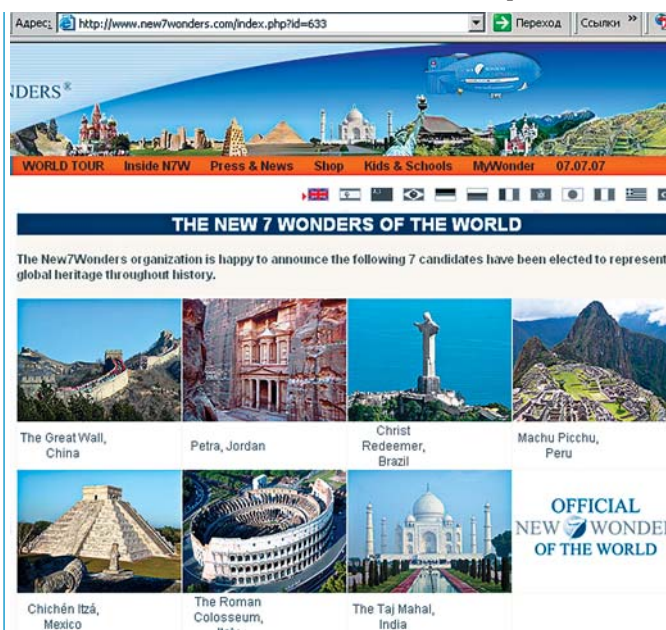 Адрес: http://www.new7wonders.com/index.php?id=633 Переход Ссылки »
NDERS®
WORLD TOUR Inside N7W Press & News Shop Kids & Schools MyWonder 07.07.07
THE NEW 7 WONDERS OF THE WORLD
The New7Wonders organization is happy to announce the following 7 candidates have been elected to represent
global heritage throughout history.
The Great Wall,
China
Petra, Jordan
Christ
Redeemer,
Brazil
Machu Picchu,
Peru
OFFICIAL
NEW 7 WONDE
OF THE WORLD
Chichén Itzá,
Mexico
The Roman
Colosseum,
The Taj Mahal,
India